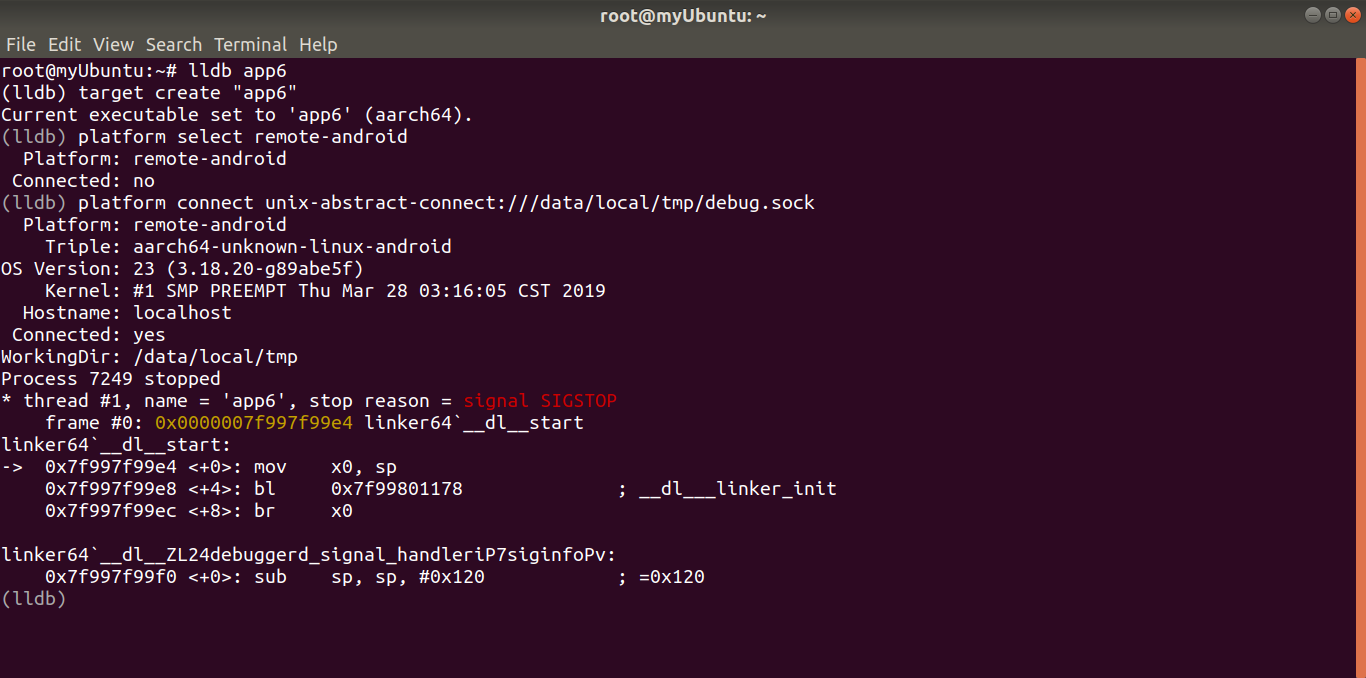 root@myUbuntu: ~
File Edit View Search Terminal Help
root@myUbuntu:~# lldb app6
(lldb) target create "app6"
Current executable set to 'app6' (aarch64).
(lldb) platform select remote-android
  Platform: remote-android
 Connected: no
(lldb) platform connect unix-abstract-connect:///data/local/tmp/debug.sock
  Platform: remote-android
    Triple: aarch64-unknown-linux-android
OS Version: 23 (3.18.20-g89abe5f)
    Kernel: #1 SMP PREEMPT Thu Mar 28 03:16:05 CST 2019
  Hostname: localhost
 Connected: yes
WorkingDir: /data/local/tmp
Process 7249 stopped
* thread #1, name = 'app6', stop reason = signal SIGSTOP
    frame #0: 0x0000007f997f99e4 linker64`__dl__start
linker64`__dl__start:
->  0x7f997f99e4 <+0>: mov    x0, sp
    0x7f997f99e8 <+4>: bl     0x7f99801178              ; __dl___linker_init
    0x7f997f99ec <+8>: br     x0

linker64`__dl__ZL24debuggerd_signal_handleriP7siginfoPv:
    0x7f997f99f0 <+0>: sub    sp, sp, #0x120            ; =0x120
(lldb)